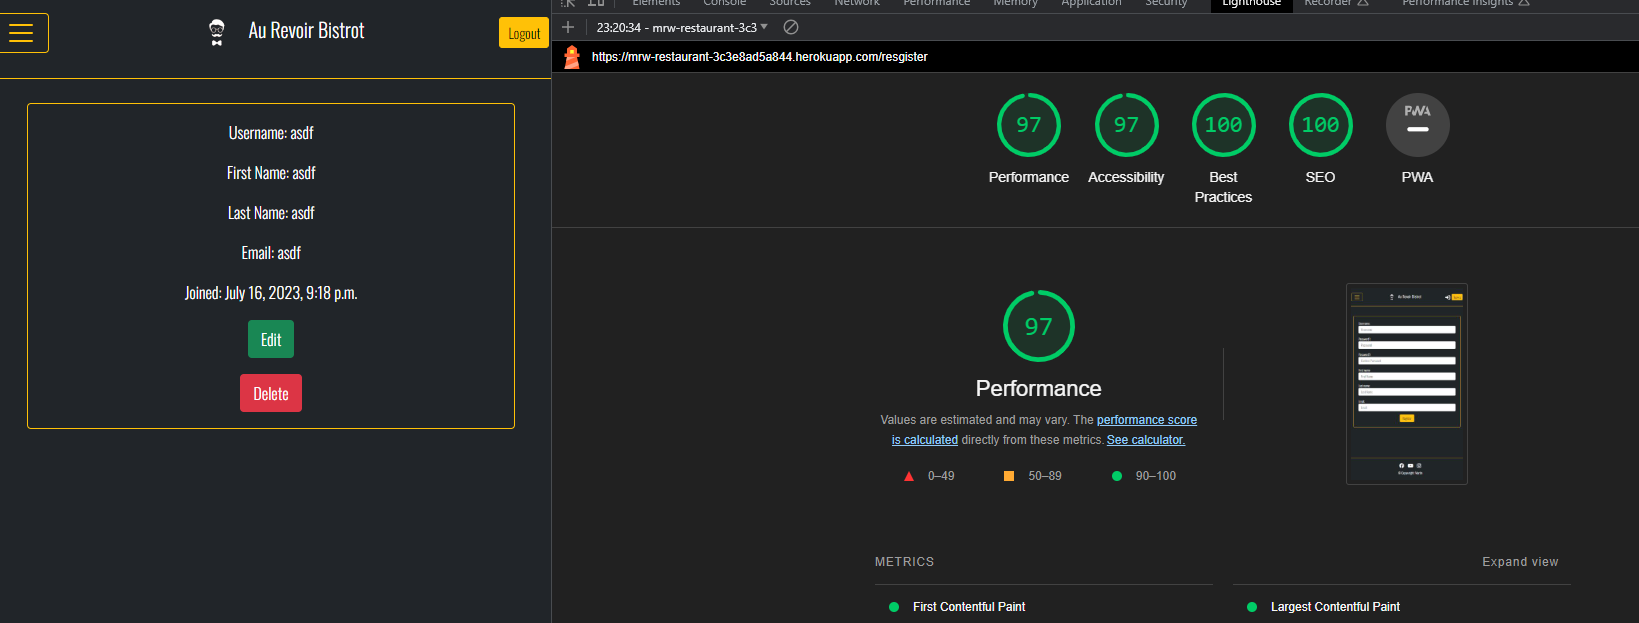 Au Revoir Bistrot
Logout
Username: asdf
First Name: asdf
Last Name: asdf
Email: asdf
Joined: July 16, 2023, 9:18 p.m.
Edit
Delete
Elements Console Sources Network Performance Memory Application Security Lighthouse Recorder Performance insights
23:20:34 - mrw-restaurant-3c3
https://mrw-restaurant-3c3e8ad5a844.herokuapp.com/resgister
97 97 100 100 PWA
Performance Accessibility Best Practices SEO PWA
97
Performance
Values are estimated and may vary. The performance score
is calculated directly from these metrics. See calculator.
0–49 50–89 90–100
Au Revoir Bistrot
METRICS Expand view
First Contentful Paint Largest Contentful Paint